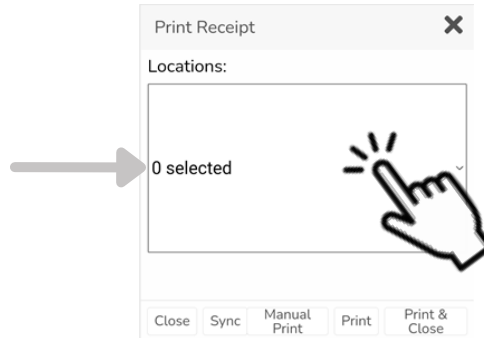 Print Receipt
Locations:
0 selected
Close Sync Manual Print Print Print & Close